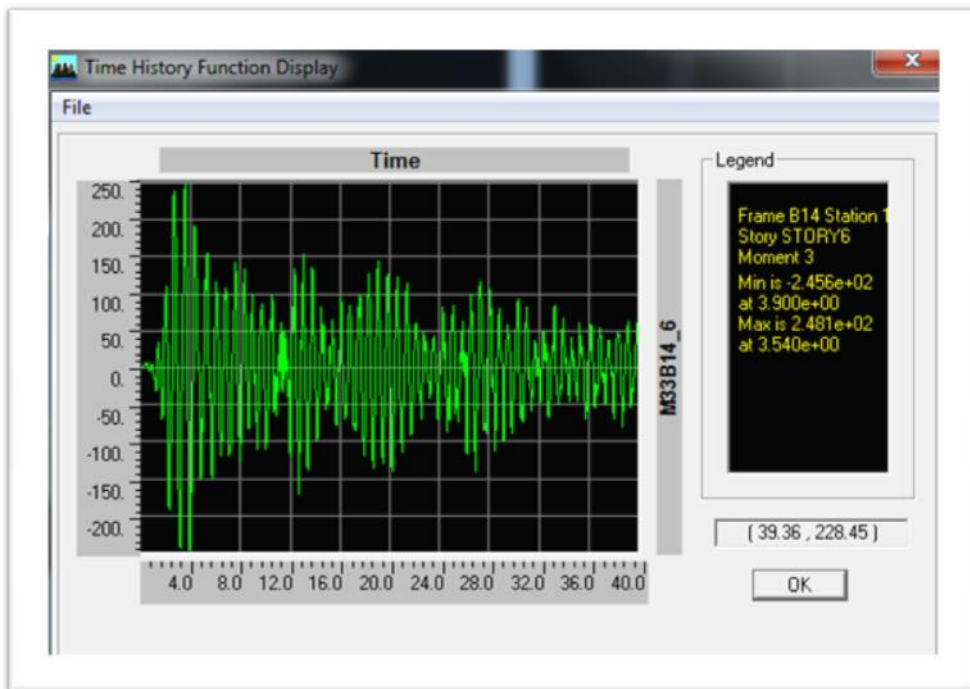 Time History Function Display
File
Time
250.
200.
150.
100.
50.
0.
-50.
-100.
-150.
-200.
4.0 8.0 12.0 16.0 20.0 24.0 28.0 32.0 36.0 40.0
M33B14_6
Legend
Frame B14 Station 1
Story STORY6
Moment 3
Min is -2.456e+02
at 3.900e+00
Max is 2.481e+02
at 3.540e+00
( 39.36 , 228.45 )
OK